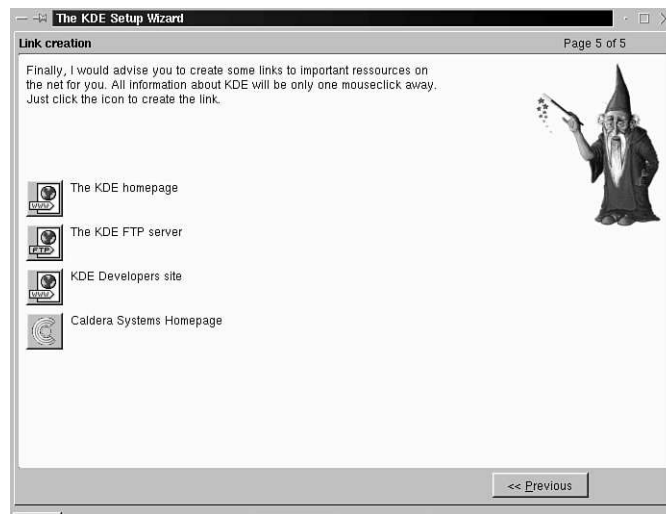 The KDE Setup Wizard
Link creation
Page 5 of 5
Finally, I would advise you to create some links to important ressources on
the net for you. All information about KDE will be only one mouseclick away.
Just click the icon to create the link.
WWW
The KDE homepage
FTP
The KDE FTP server
WWW
KDE Developers site
Caldera Systems Homepage
<< Previous